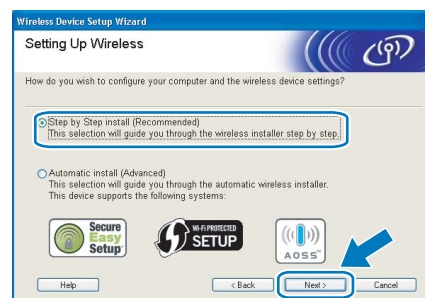 Wireless Device Setup Wizard
Setting Up Wireless
How do you wish to configure your computer and the wireless device settings?
Step by Step install (Recommended)
This selection will guide you through the wireless installer step by step.
Automatic install (Advanced)
This selection will guide you through the automatic wireless installer.
This device supports the following systems:
Secure
Easy
Setup
Wi-Fi PROTECTED
SETUP
AOSS™
Help
< Back
Next >
Cancel